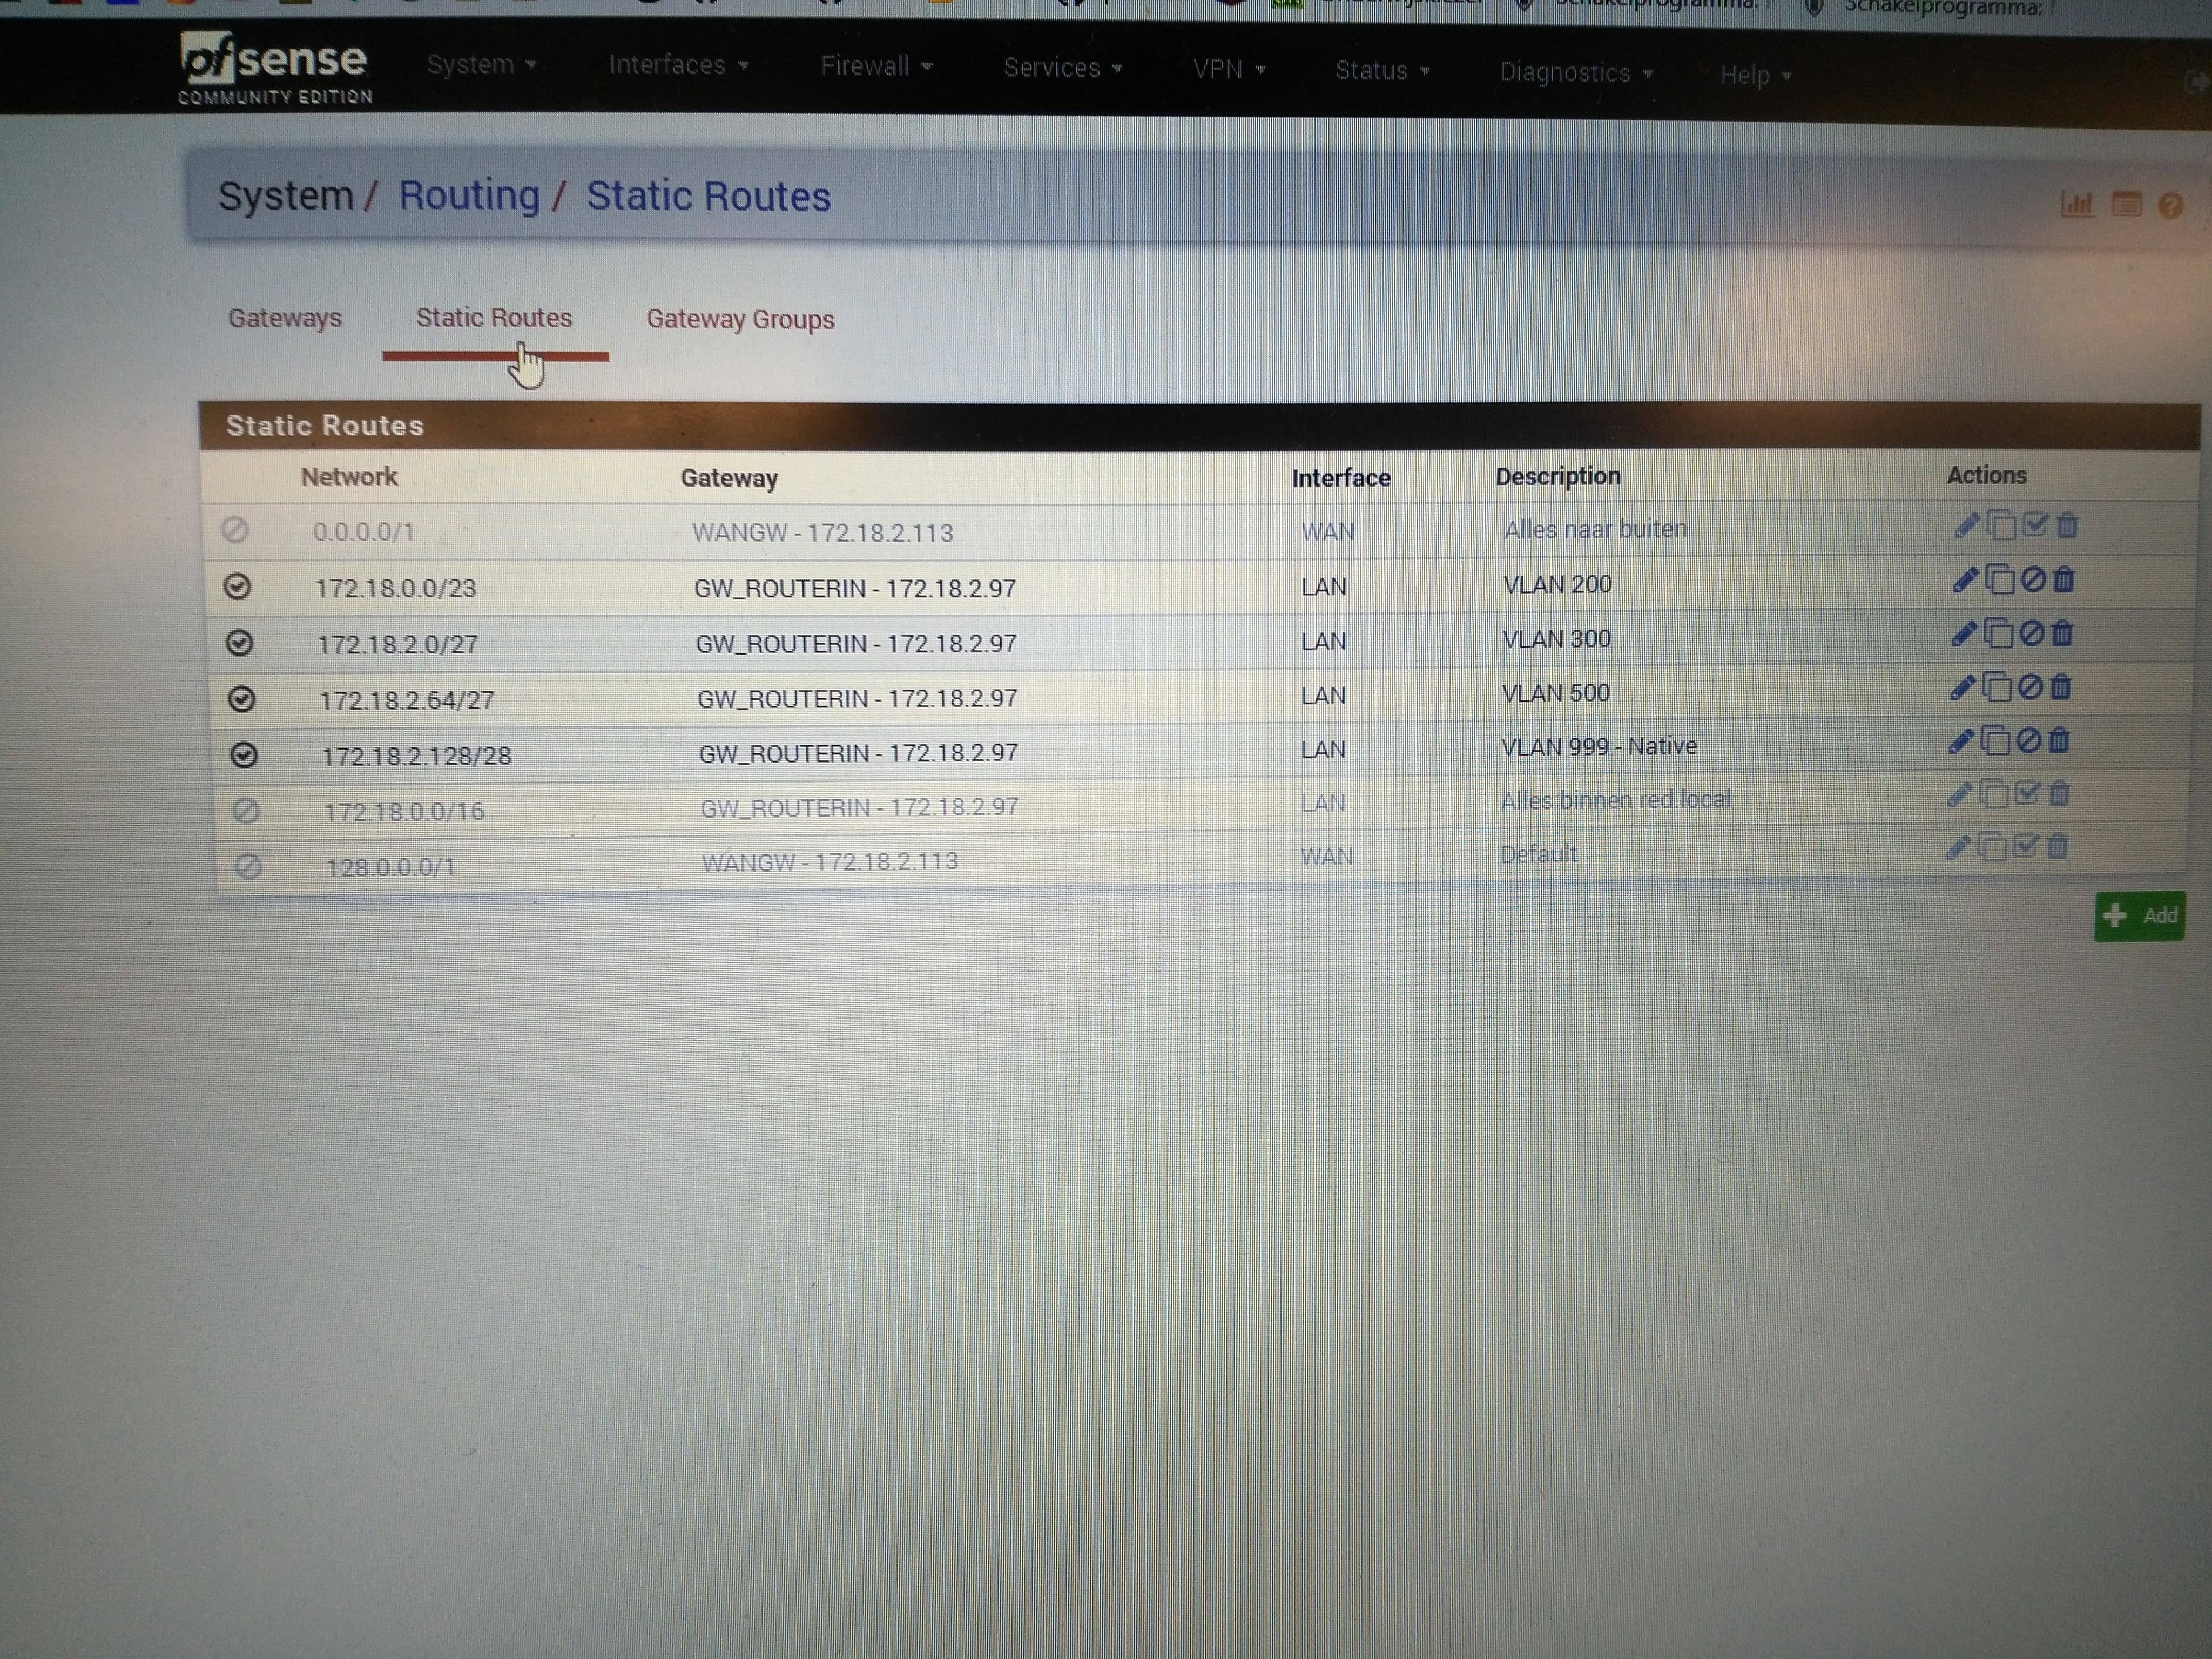 Schakelprogramma:
Schakelprogramma:
pfsense
COMMUNITY EDITION
System Interfaces Firewall Services VPN Status Diagnostics Help
System / Routing / Static Routes
Gateways Static Routes Gateway Groups
Static Routes
Network Gateway Interface Description Actions
0.0.0.0/1 WANGW - 172.18.2.113 WAN Alles naar buiten
172.18.0.0/23 GW_ROUTERIN - 172.18.2.97 LAN VLAN 200
172.18.2.0/27 GW_ROUTERIN - 172.18.2.97 LAN VLAN 300
172.18.2.64/27 GW_ROUTERIN - 172.18.2.97 LAN VLAN 500
172.18.2.128/28 GW_ROUTERIN - 172.18.2.97 LAN VLAN 999 - Native
172.18.0.0/16 GW_ROUTERIN - 172.18.2.97 LAN Alles binnen red.local
128.0.0.0/1 WANGW - 172.18.2.113 WAN Default
Add